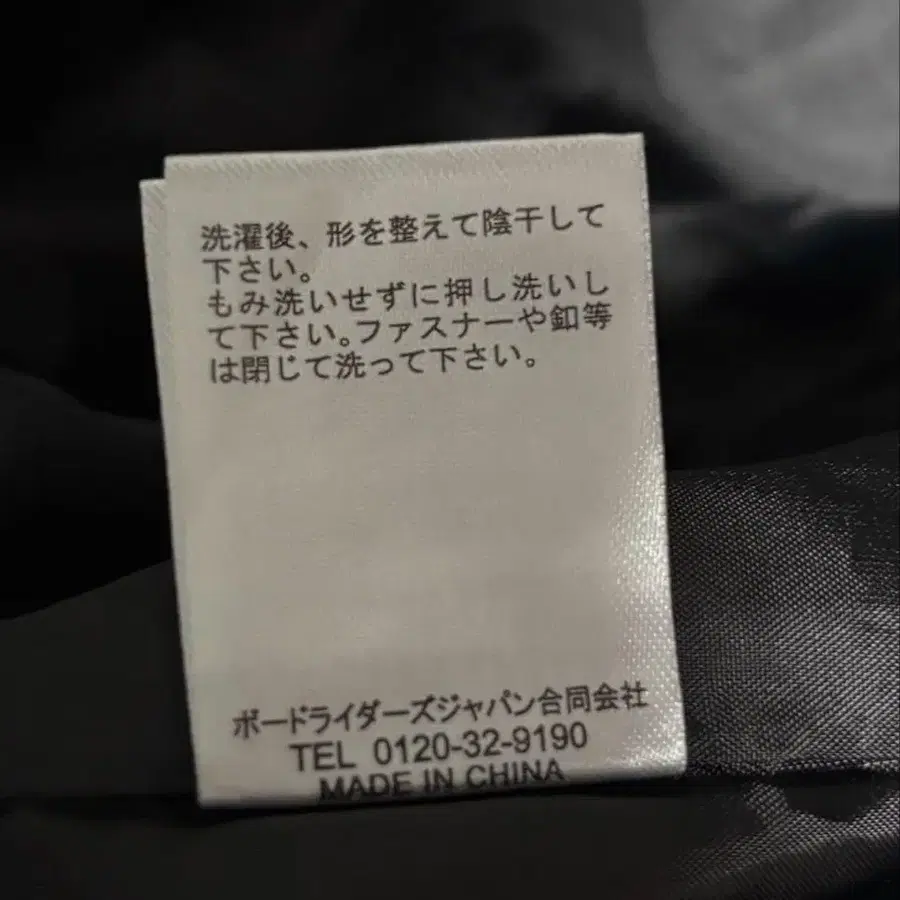 洗濯後、形を整えて陰干して
下さい。
もみ洗いせずに押し洗いし
て下さい。ファスナーや釦等
は閉じて洗って下さい。
ボードライダーズジャパン合同会社
TEL 0120-32-9190
MADE IN CHINA